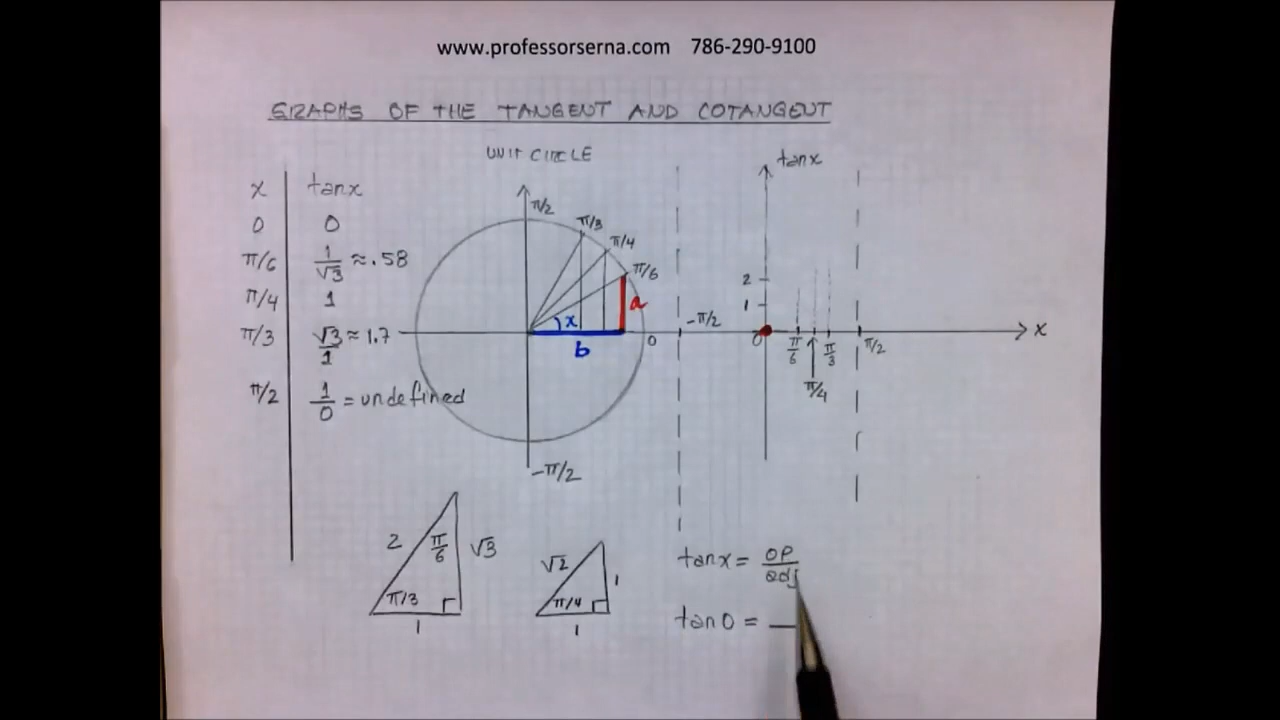 www.professorserna.com 786-290-9100
GRAPHS OF THE TANGENT AND COTANGENT
UNIT CIRCLE
x tanx
0 0
π/6 1/√3 ≈ .58
π/4 1
π/3 √3/1 ≈ 1.7
π/2 1/0 = undefined
π/2
π/3
π/4
π/6
a
x
b
0
-π/2
tanx
2
1
-π/2 0 π/6 π/3 π/2 x
π/4
2 π/6 √3
π/3
1
√2 1
π/4
1
tanx = op/adj
tan0 =